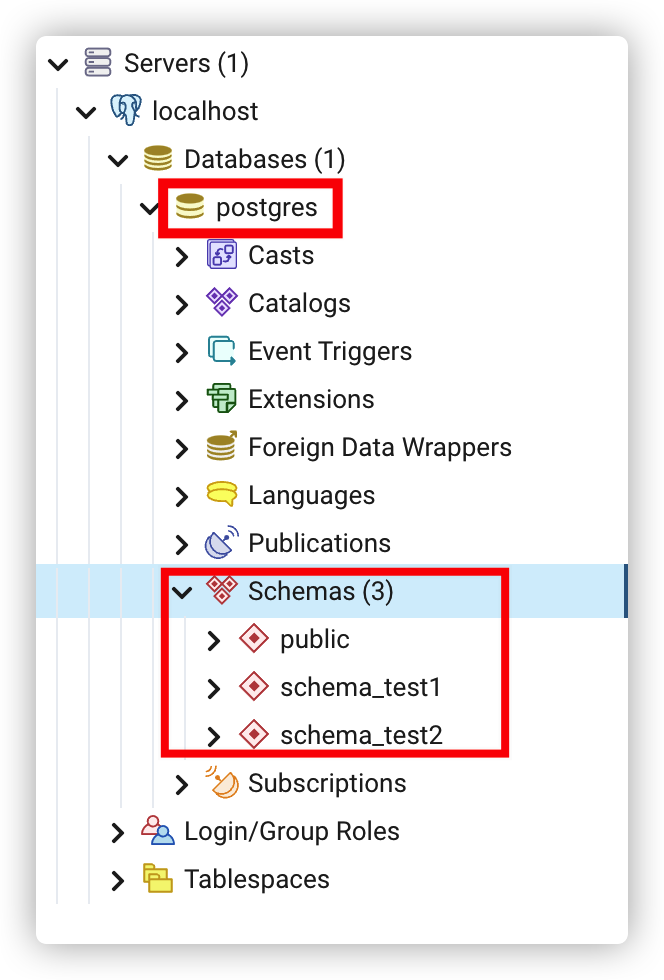 Servers (1)
localhost
Databases (1)
postgres
Casts
Catalogs
Event Triggers
Extensions
Foreign Data Wrappers
Languages
Publications
Schemas (3)
public
schema_test1
schema_test2
Subscriptions
Login/Group Roles
Tablespaces